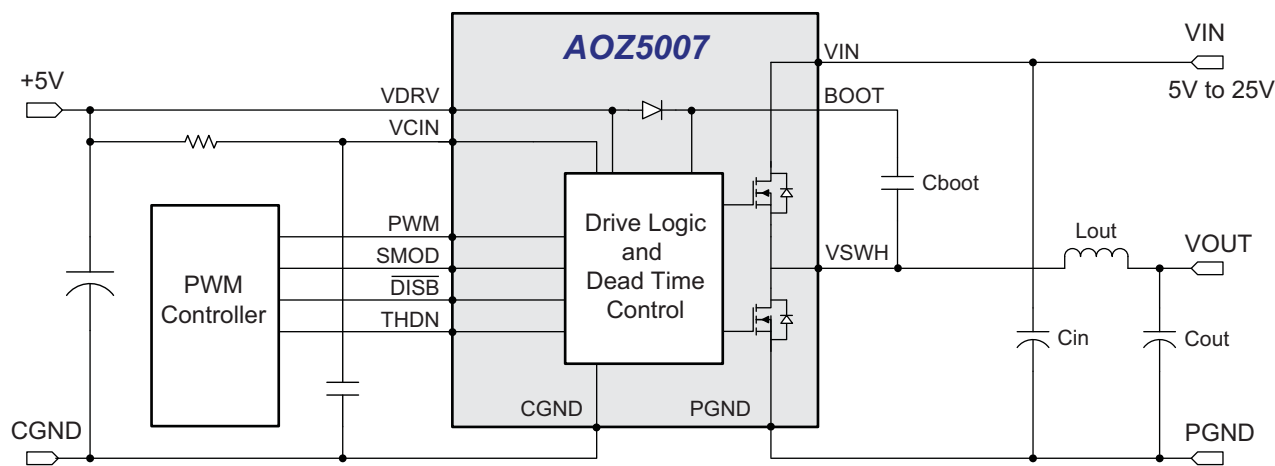 AOZ5007
VIN
VIN
+5V
5V to 25V
VDRV
BOOT
VCIN
Cboot
Drive Logic
and
Dead Time
Control
PWM
SMOD
DISB
THDN
PWM
Controller
VSWH
Lout
VOUT
Cin
Cout
CGND
PGND
CGND
PGND